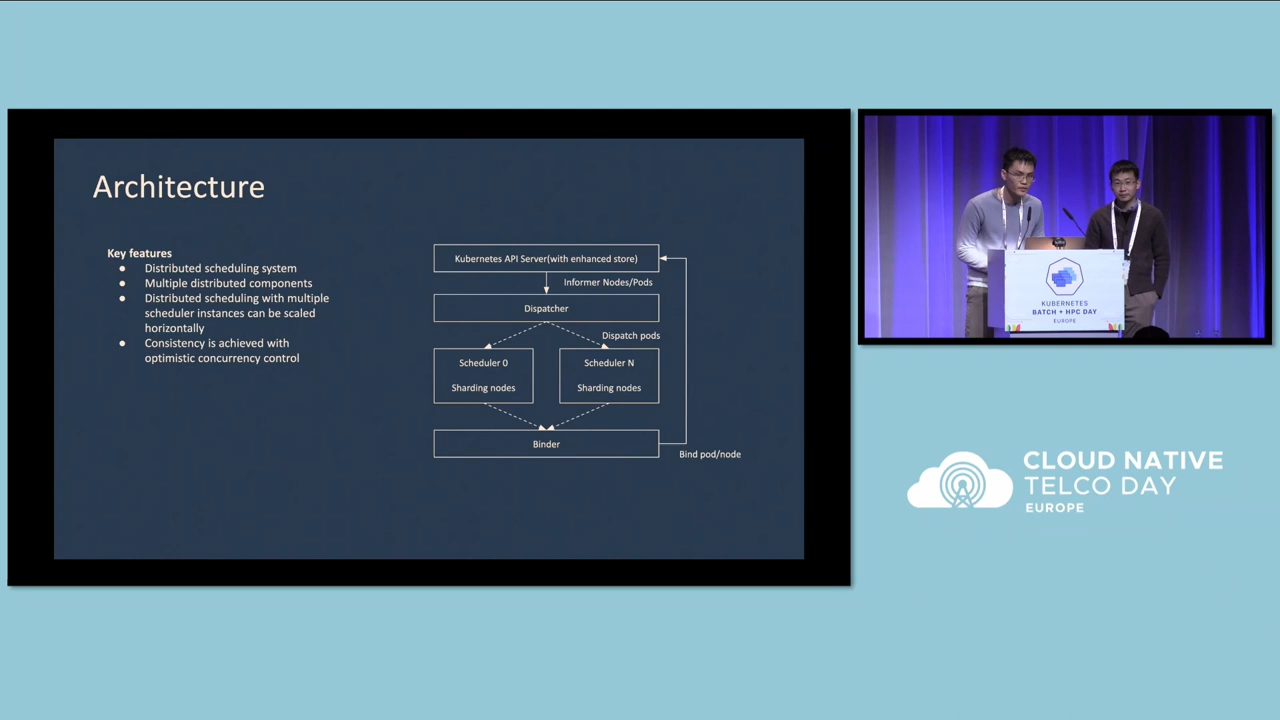 Architecture
Key features
● Distributed scheduling system
● Multiple distributed components
● Distributed scheduling with multiple
scheduler instances can be scaled
horizontally
● Consistency is achieved with
optimistic concurrency control
Kubernetes API Server(with enhanced store)
Informer Nodes/Pods
Dispatcher
Dispatch pods
Scheduler 0
Sharding nodes
Scheduler N
Sharding nodes
Binder
Bind pod/node
KUBERNETES
BATCH + HPC DAY
EUROPE
CLOUD NATIVE
TELCO DAY
EUROPE